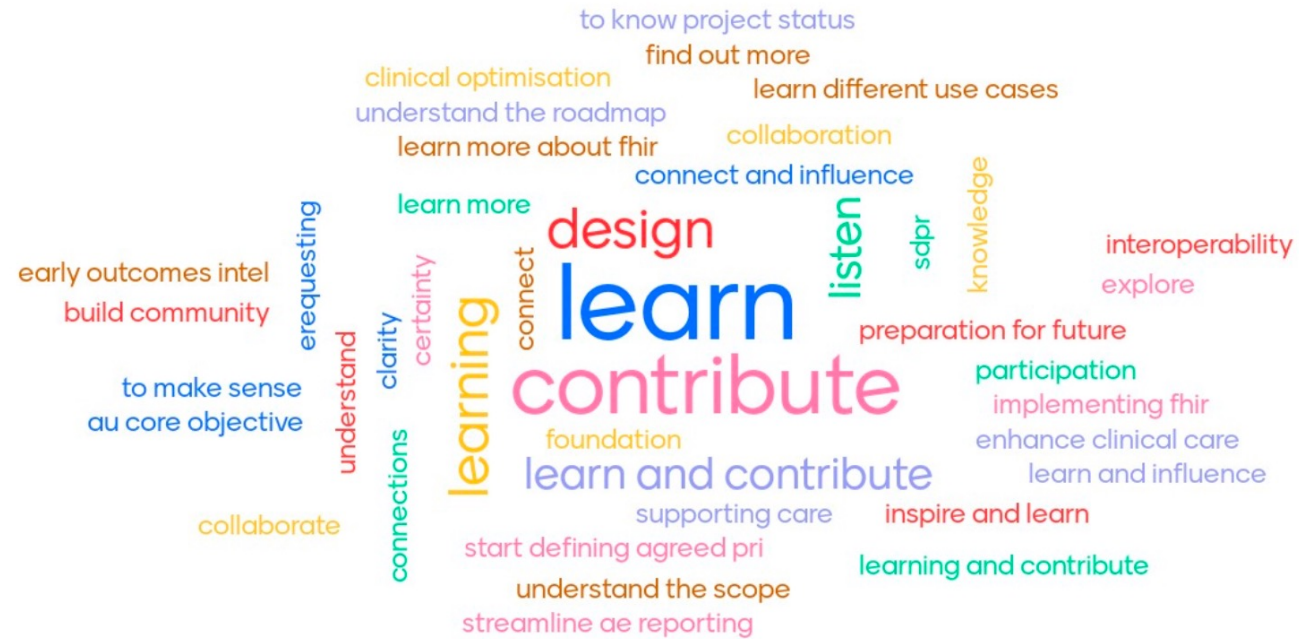 to know project status
find out more
clinical optimisation
learn different use cases
understand the roadmap
collaboration
learn more about fhir
connect and influence
knowledge
learn more
listen
erequesting
design
sdpr
interoperability
early outcomes intel
connect
certainty
explore
build community
learn
learning
clarity
preparation for future
understand
contribute
participation
to make sense
implementing fhir
au core objective
foundation
enhance clinical care
connections
learn and contribute
learn and influence
supporting care
inspire and learn
collaborate
start defining agreed pri
learning and contribute
understand the scope
streamline ae reporting